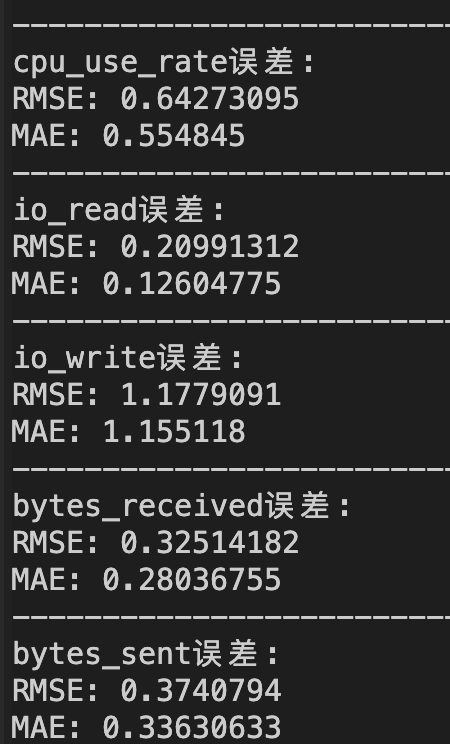 --------------------------
cpu_use_rate误差：
RMSE: 0.64273095
MAE: 0.554845
--------------------------
io_read误差：
RMSE: 0.20991312
MAE: 0.12604775
--------------------------
io_write误差：
RMSE: 1.1779091
MAE: 1.155118
--------------------------
bytes_received误差：
RMSE: 0.32514182
MAE: 0.28036755
--------------------------
bytes_sent误差：
RMSE: 0.3740794
MAE: 0.33630633